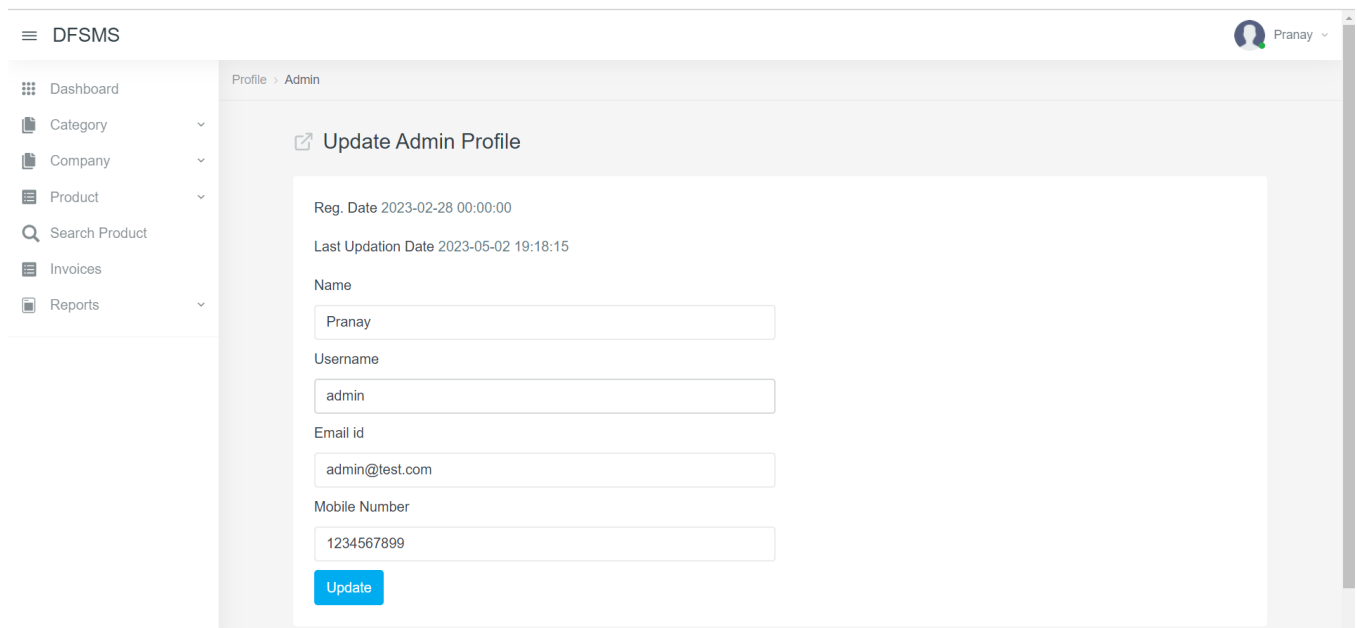 DFSMS
Pranay
Dashboard
Category
Company
Product
Search Product
Invoices
Reports
Profile > Admin
Update Admin Profile
Reg. Date 2023-02-28 00:00:00
Last Updation Date 2023-05-02 19:18:15
Name
Pranay
Username
admin
Email id
admin@test.com
Mobile Number
1234567899
Update